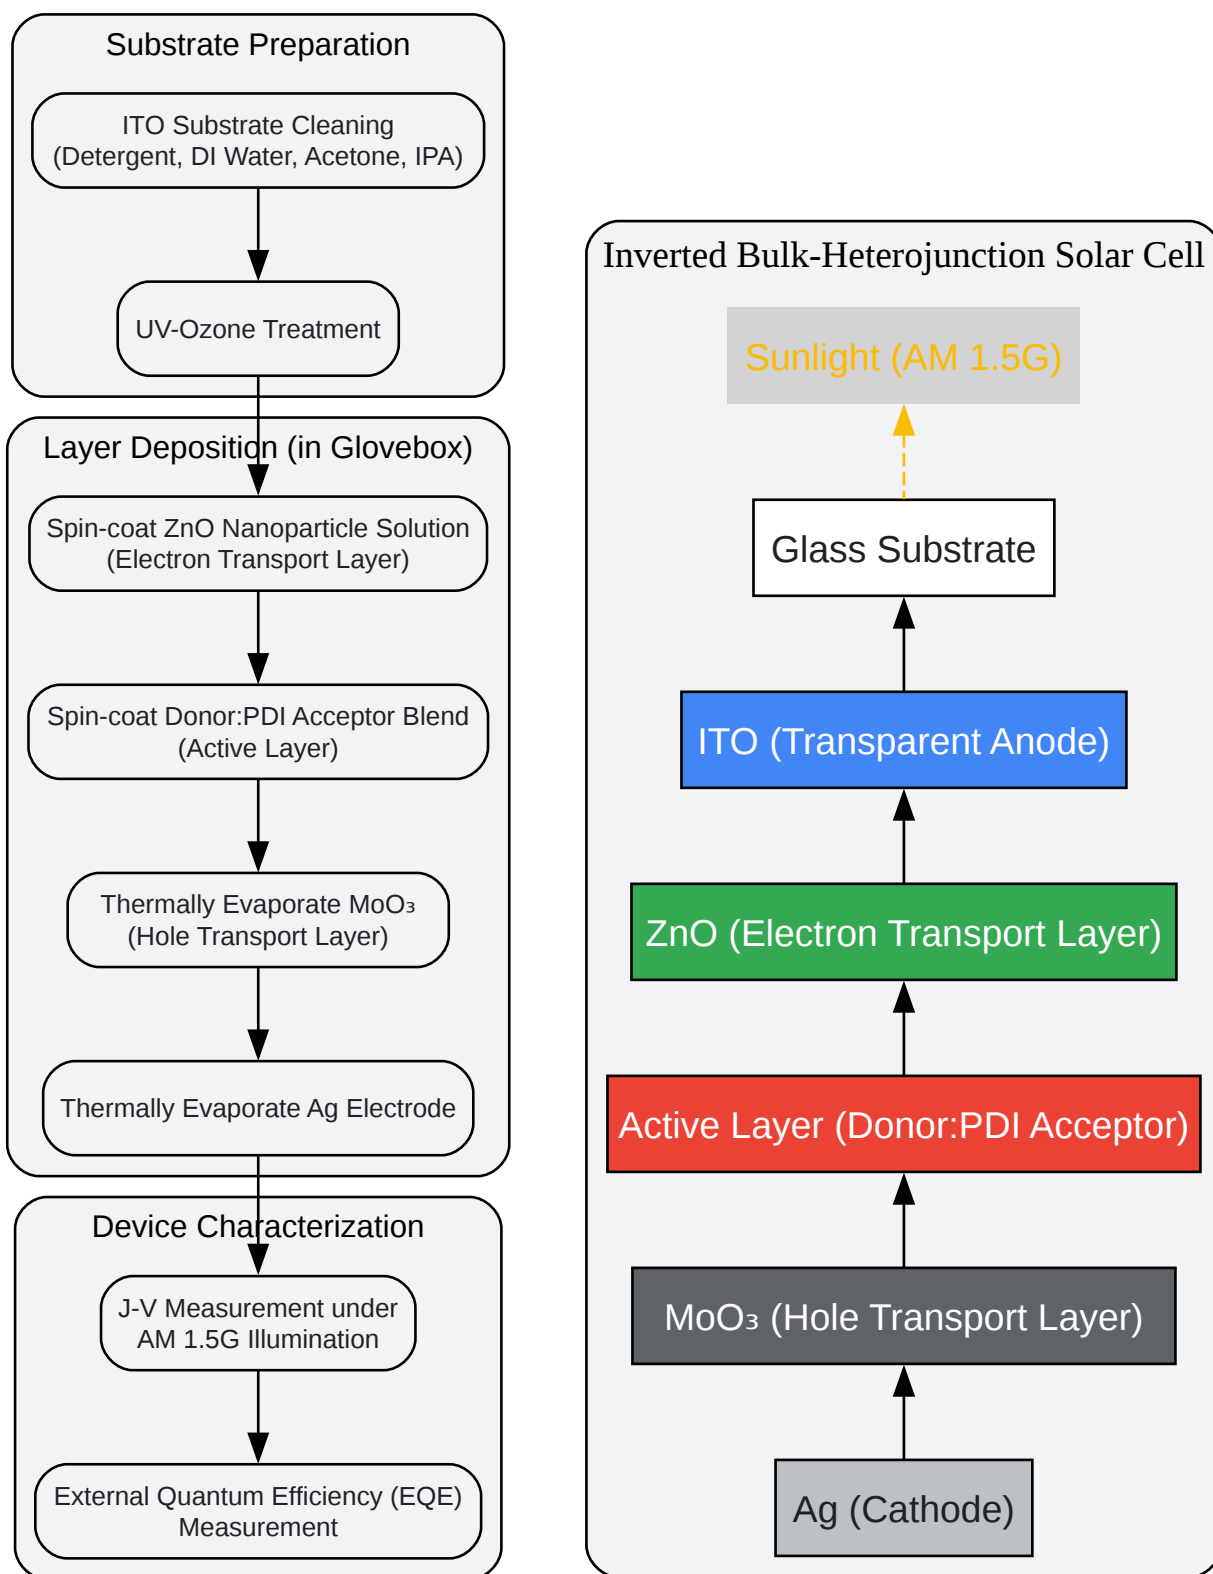 Substrate Preparation
ITO Substrate Cleaning
(Detergent, DI Water, Acetone, IPA)
UV-Ozone Treatment
Layer Deposition (in Glovebox)
Spin-coat ZnO Nanoparticle Solution
(Electron Transport Layer)
Spin-coat Donor:PDI Acceptor Blend
(Active Layer)
Thermally Evaporate MoO₃
(Hole Transport Layer)
Thermally Evaporate Ag Electrode
Device Characterization
J-V Measurement under
AM 1.5G Illumination
External Quantum Efficiency (EQE)
Measurement
Inverted Bulk-Heterojunction Solar Cell
Sunlight (AM 1.5G)
Glass Substrate
ITO (Transparent Anode)
ZnO (Electron Transport Layer)
Active Layer (Donor:PDI Acceptor)
MoO₃ (Hole Transport Layer)
Ag (Cathode)